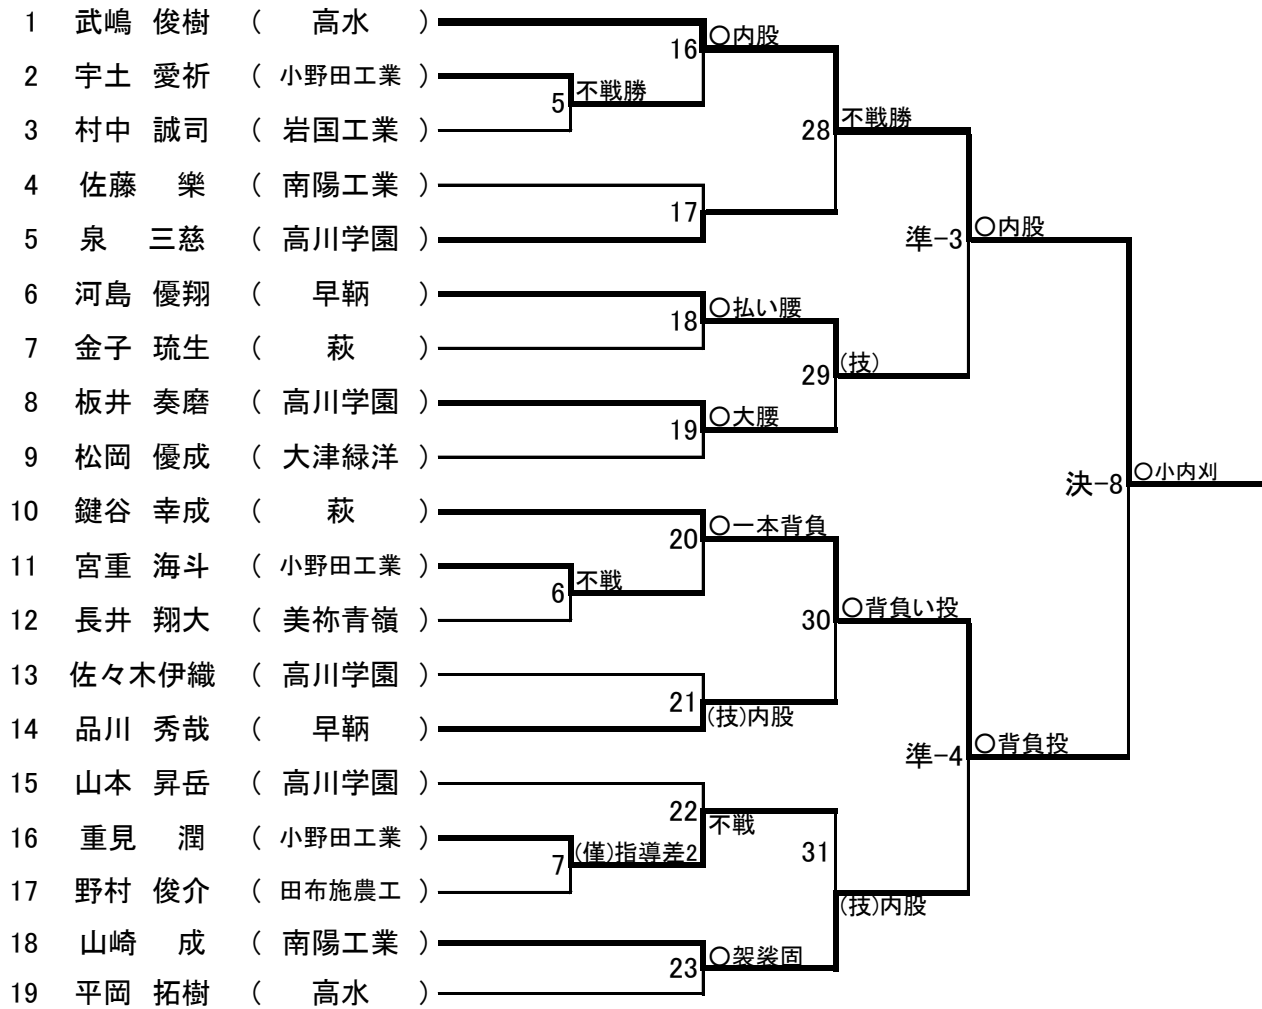 1 武嶋 俊樹 ( 高水 )
16 〇内股
2 宇土 愛祈 ( 小野田工業 )
5 不戦勝
3 村中 誠司 ( 岩国工業 )
28 不戦勝
4 佐藤 樂 ( 南陽工業 )
17
5 泉 三慈 ( 高川学園 )
準-3 〇内股
6 河島 優翔 ( 早鞆 )
18 〇払い腰
7 金子 琉生 ( 萩 )
29 (技)
8 板井 奏磨 ( 高川学園 )
19 〇大腰
9 松岡 優成 ( 大津緑洋 )
決-8 〇小内刈
10 鍵谷 幸成 ( 萩 )
20 〇一本背負
11 宮重 海斗 ( 小野田工業 )
6 不戦
12 長井 翔大 ( 美祢青嶺 )
30 〇背負い投
13 佐々木伊織 ( 高川学園 )
21 (技)内股
14 品川 秀哉 ( 早鞆 )
準-4 〇背負投
15 山本 昇岳 ( 高川学園 )
22 不戦
16 重見 潤 ( 小野田工業 )
7 (僅)指導差2
31 (技)内股
17 野村 俊介 ( 田布施農工 )
18 山崎 成 ( 南陽工業 )
23 〇袈裟固
19 平岡 拓樹 ( 高水 )